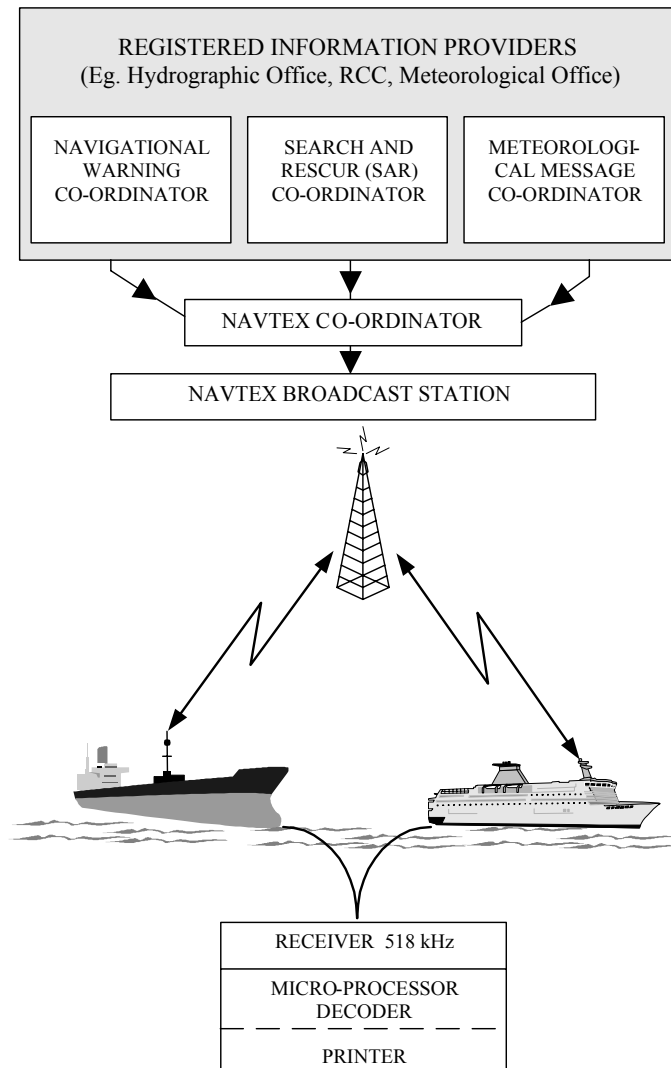 REGISTERED INFORMATION PROVIDERS
(Eg. Hydrographic Office, RCC, Meteorological Office)
NAVIGATIONAL
WARNING
CO-ORDINATOR
SEARCH AND
RESCUR (SAR)
CO-ORDINATOR
METEOROLOGI-
CAL MESSAGE
CO-ORDINATOR
NAVTEX CO-ORDINATOR
NAVTEX BROADCAST STATION
RECEIVER 518 kHz
MICRO-PROCESSOR
DECODER
PRINTER